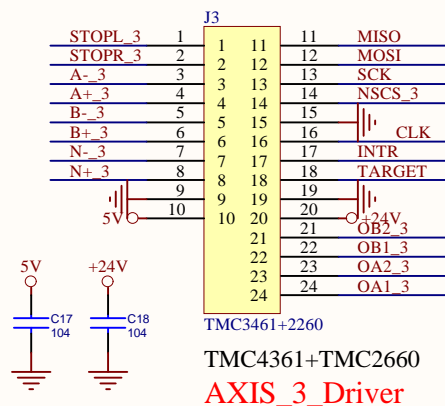 J3
STOPL_3 1 1 11 11 MISO
STOPR_3 2 2 12 12 MOSI
A-_3 3 3 13 13 SCK
A+_3 4 4 14 14 NSCS_3
B-_3 5 5 15 15
B+_3 6 6 16 16 CLK
N-_3 7 7 17 17 INTR
N+_3 8 8 18 18 TARGET
9 9 19 19
5V 10 10 20 20 +24V
21 21 OB2_3
22 22 OB1_3
23 23 OA2_3
24 24 OA1_3
5V +24V
C17 C18
104 104
TMC3461+2260
TMC4361+TMC2660
AXIS_3_Driver